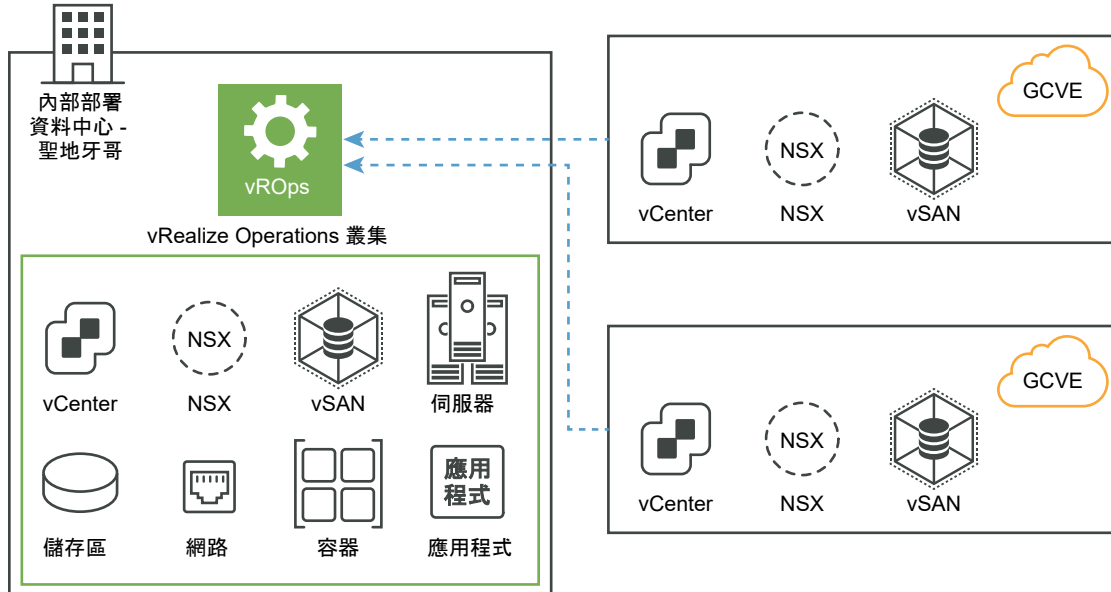 內部部署
資料中心 -
聖地牙哥
vROps
vRealize Operations 叢集
NSX
vCenter
NSX
vSAN
伺服器
應用
程式
儲存區
網路
容器
應用程式
GCVE
NSX
vCenter
NSX
vSAN
GCVE
NSX
vCenter
NSX
vSAN